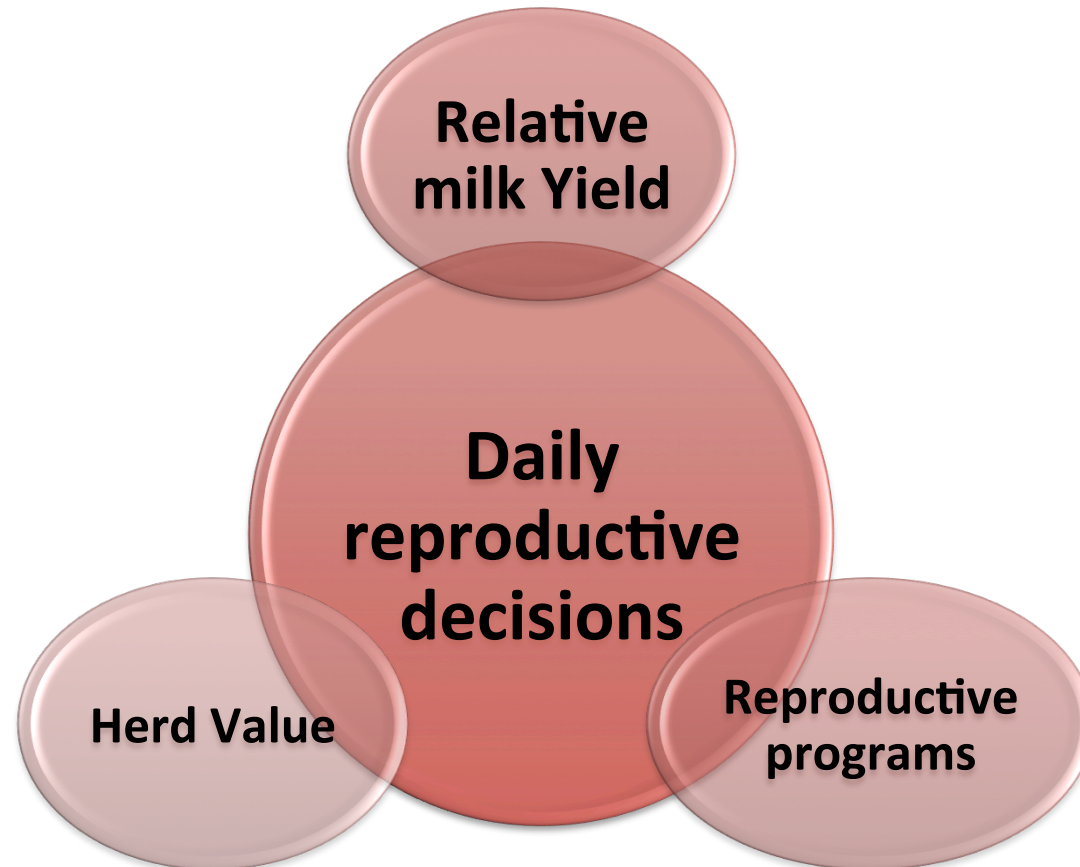 Relative
milk Yield
Daily
reproductive
decisions
Herd Value
Reproductive
programs